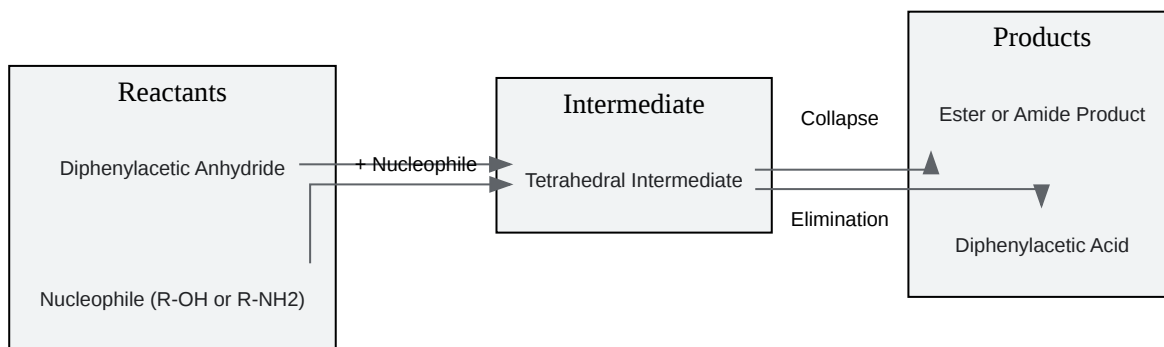 Reactants
Diphenylacetic Anhydride
Nucleophile (R-OH or R-NH2)
+ Nucleophile
Intermediate
Tetrahedral Intermediate
Collapse
Elimination
Products
Ester or Amide Product
Diphenylacetic Acid